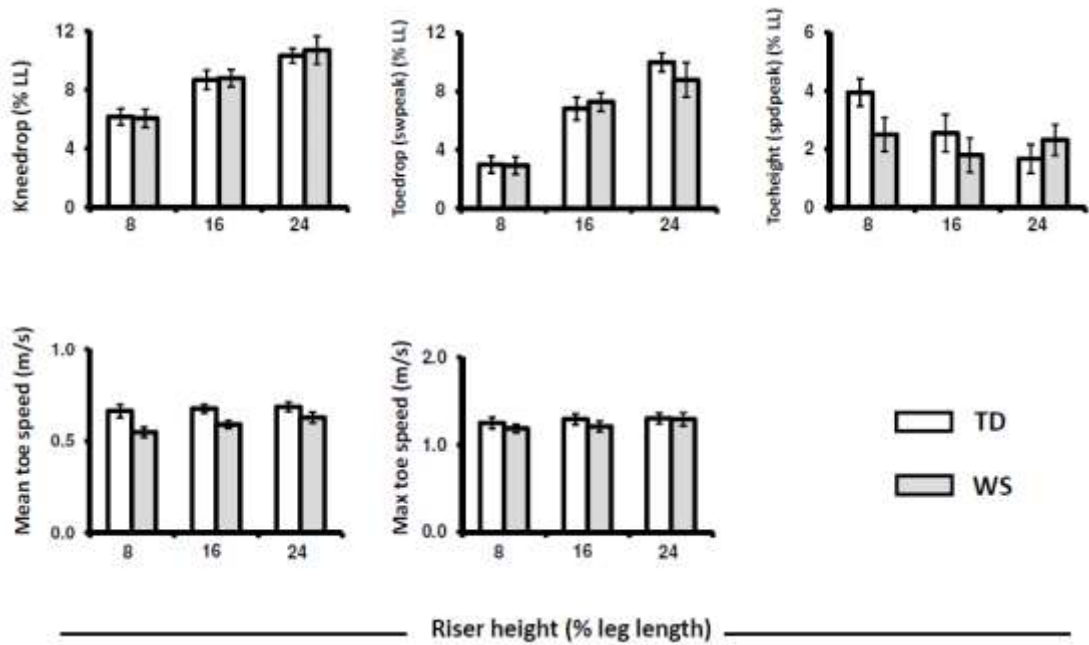 Kneedrop (% LL)
12
8
4
0
8 16 24
Toedrop (swpeak) (% LL)
12
8
4
0
8 16 24
Toeheight (spdpeak) (% LL)
6
4
2
0
8 16 24
Mean toe speed (m/s)
1.0
0.5
0.0
8 16 24
Max toe speed (m/s)
2.0
1.0
0.0
8 16 24
TD
WS
Riser height (% leg length)